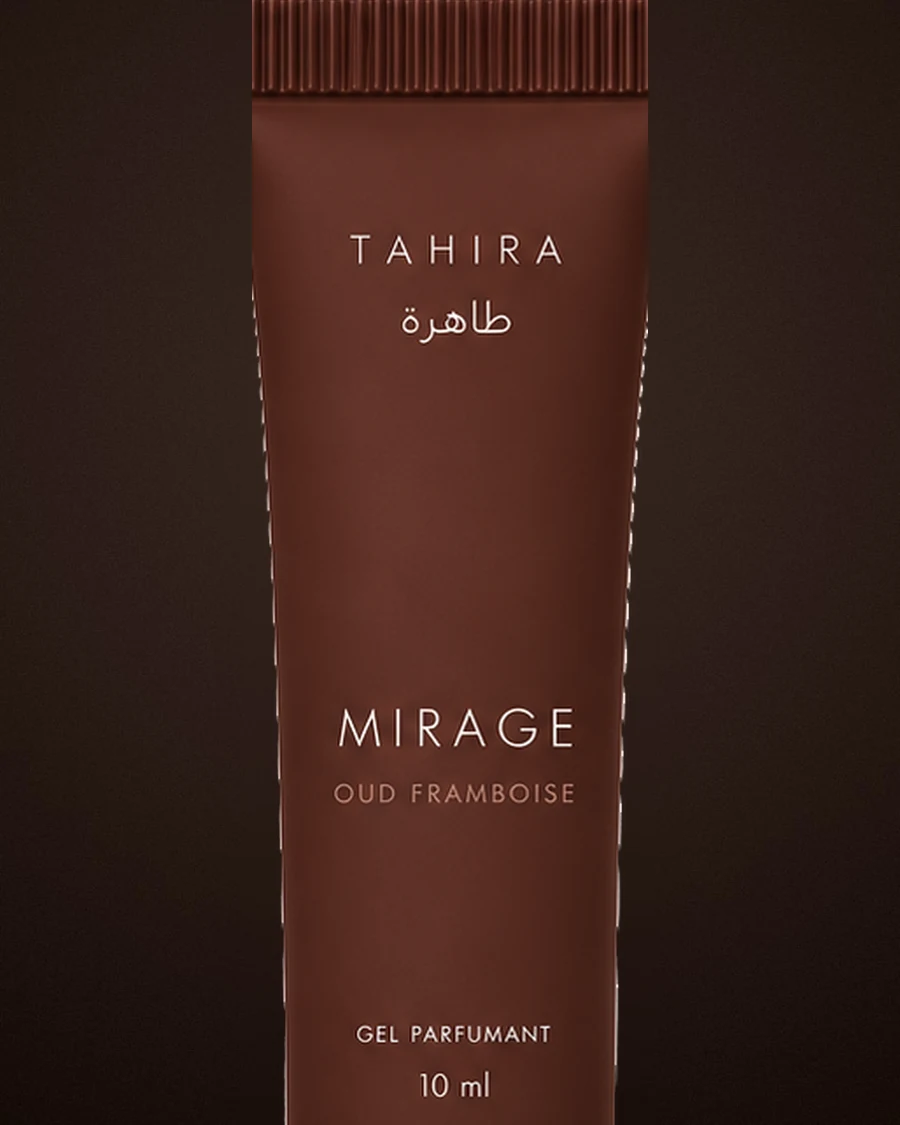 TAHIRA
طاهرة
MIRAGE
OUD FRAMBOISE
GEL PARFUMANT
10 ml